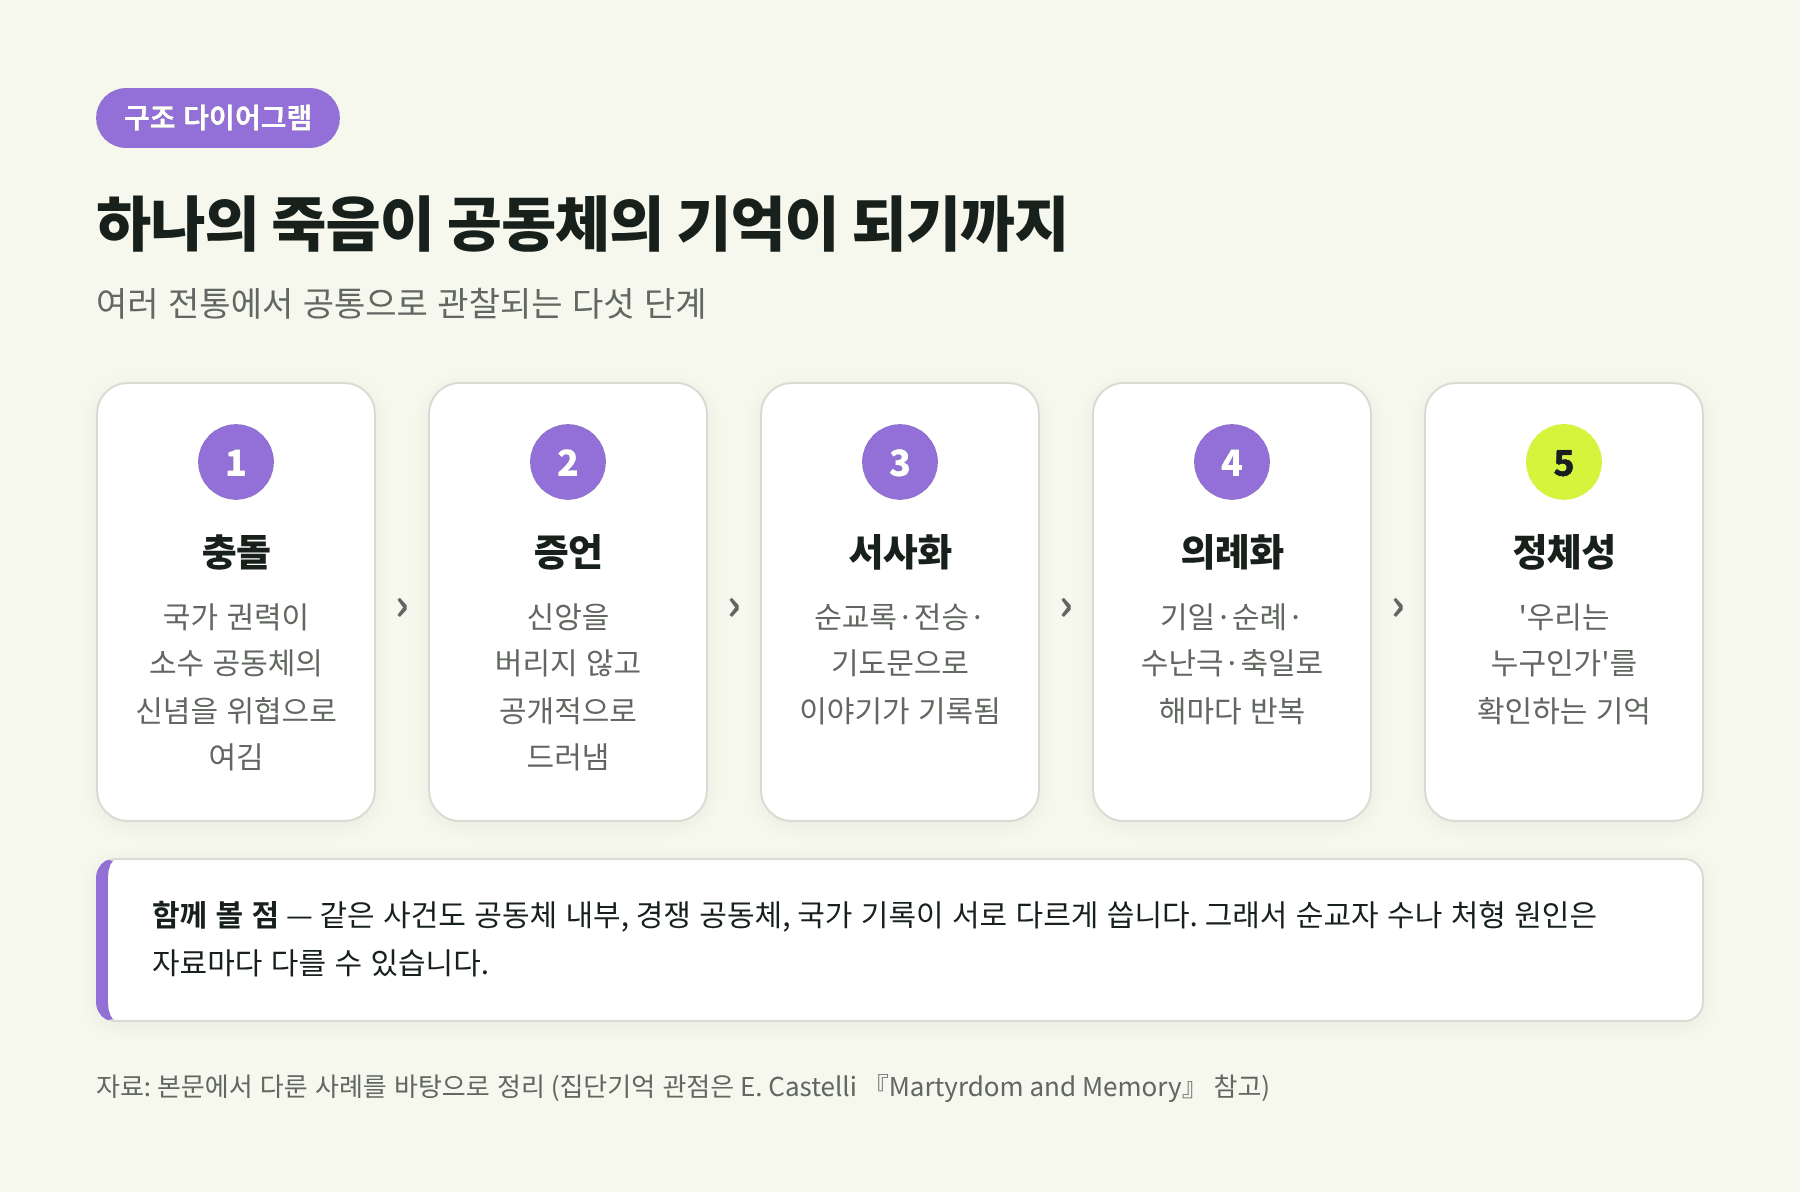 구조 다이어그램
하나의 죽음이 공동체의 기억이 되기까지
여러 전통에서 공통으로 관찰되는 다섯 단계
1
충돌
국가 권력이
소수 공동체의
신념을 위협으로
여김
›
2
증언
신앙을
버리지 않고
공개적으로
드러냄
›
3
서사화
순교록·전승·
기도문으로
이야기가 기록됨
›
4
의례화
기일·순례·
수난극·축일로
해마다 반복
›
5
정체성
'우리는
누구인가'를
확인하는 기억
함께 볼 점 — 같은 사건도 공동체 내부, 경쟁 공동체, 국가 기록이 서로 다르게 씁니다. 그래서 순교자 수나 처형 원인은
자료마다 다를 수 있습니다.
자료: 본문에서 다룬 사례를 바탕으로 정리 (집단기억 관점은 E. Castelli 『Martyrdom and Memory』 참고)